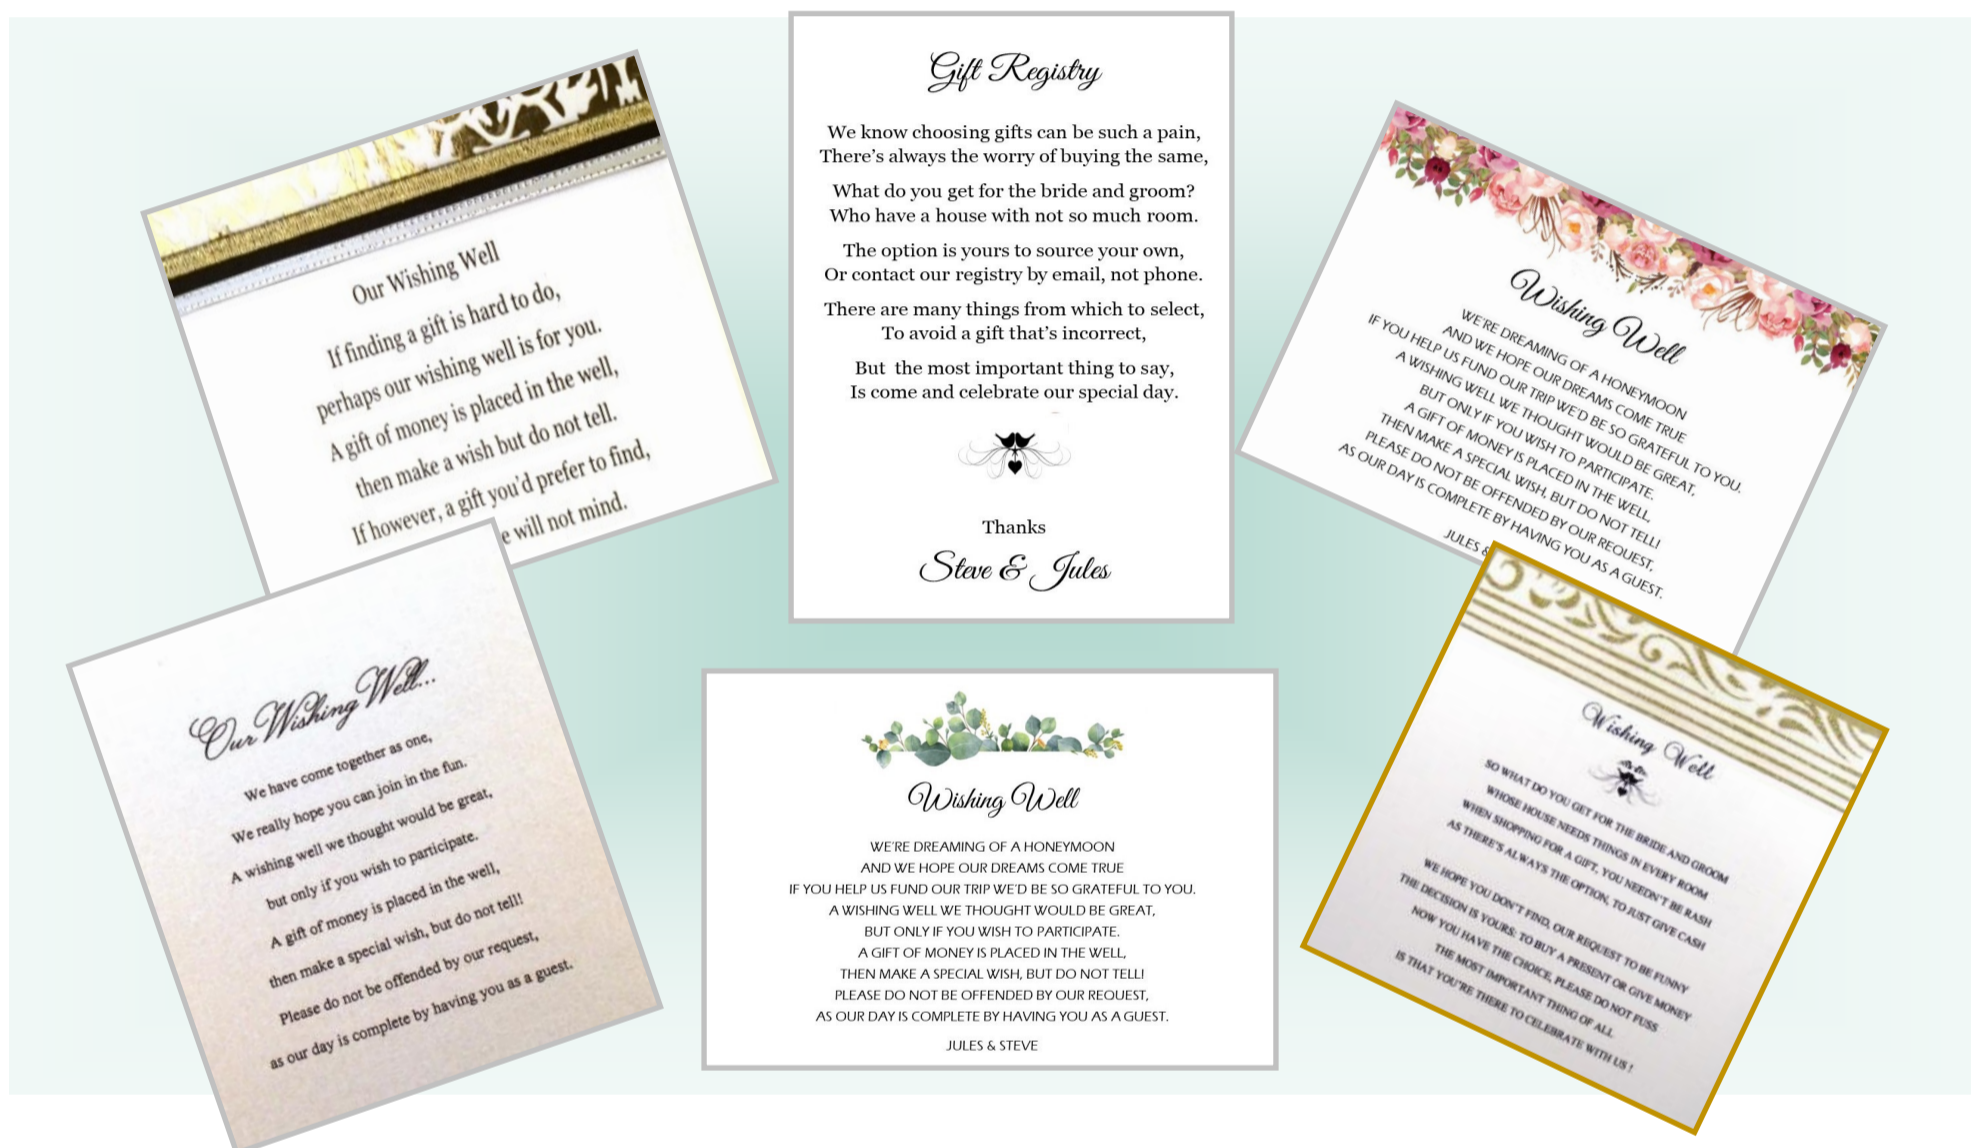 Our Wishing Well
If finding a gift is hard to do,
perhaps our wishing well is for you.
A gift of money is placed in the well,
then make a wish but do not tell.
If however, a gift you'd prefer to find,
will not mind.
Gift Registry
We know choosing gifts can be such a pain,
There's always the worry of buying the same,
What do you get for the bride and groom?
Who have a house with not so much room.
The option is yours to source your own,
Or contact our registry by email, not phone.
There are many things from which to select,
To avoid a gift that's incorrect,
But the most important thing to say,
Is come and celebrate our special day.
Thanks
Steve & Jules
Wishing Well
WE'RE DREAMING OF A HONEYMOON
AND WE HOPE OUR DREAMS COME TRUE
IF YOU HELP US FUND OUR TRIP WE'D BE SO GRATEFUL TO YOU.
A WISHING WELL WE THOUGHT WOULD BE GREAT,
BUT ONLY IF YOU WISH TO PARTICIPATE.
A GIFT OF MONEY IS PLACED IN THE WELL,
THEN MAKE A SPECIAL WISH, BUT DO NOT TELL!
PLEASE DO NOT BE OFFENDED BY OUR REQUEST,
AS OUR DAY IS COMPLETE BY HAVING YOU AS A GUEST.
JULES &
Our Wishing Well...
We have come together as one,
We really hope you can join in the fun.
A wishing well we thought would be great,
but only if you wish to participate.
A gift of money is placed in the well,
then make a special wish, but do not tell!
Please do not be offended by our request,
as our day is complete by having you as a guest.
Wishing Well
WE'RE DREAMING OF A HONEYMOON
AND WE HOPE OUR DREAMS COME TRUE
IF YOU HELP US FUND OUR TRIP WE'D BE SO GRATEFUL TO YOU.
A WISHING WELL WE THOUGHT WOULD BE GREAT,
BUT ONLY IF YOU WISH TO PARTICIPATE.
A GIFT OF MONEY IS PLACED IN THE WELL,
THEN MAKE A SPECIAL WISH, BUT DO NOT TELL!
PLEASE DO NOT BE OFFENDED BY OUR REQUEST,
AS OUR DAY IS COMPLETE BY HAVING YOU AS A GUEST.
JULES & STEVE
Wishing Well
SO WHAT DO YOU GET FOR THE BRIDE AND GROOM
WHOSE HOUSE NEEDS THINGS IN EVERY ROOM
WHEN SHOPPING FOR A GIFT, YOU NEEDN'T BE RASH
AS THERE'S ALWAYS THE OPTION, TO JUST GIVE CASH
WE HOPE YOU DON'T FIND, OUR REQUEST TO BE FUNNY
THE DECISION IS YOURS: TO BUY A PRESENT OR GIVE MONEY
NOW YOU HAVE THE CHOICE, PLEASE DO NOT FUSS
THE MOST IMPORTANT THING OF ALL
IS THAT YOU'RE THERE TO CELEBRATE WITH US !